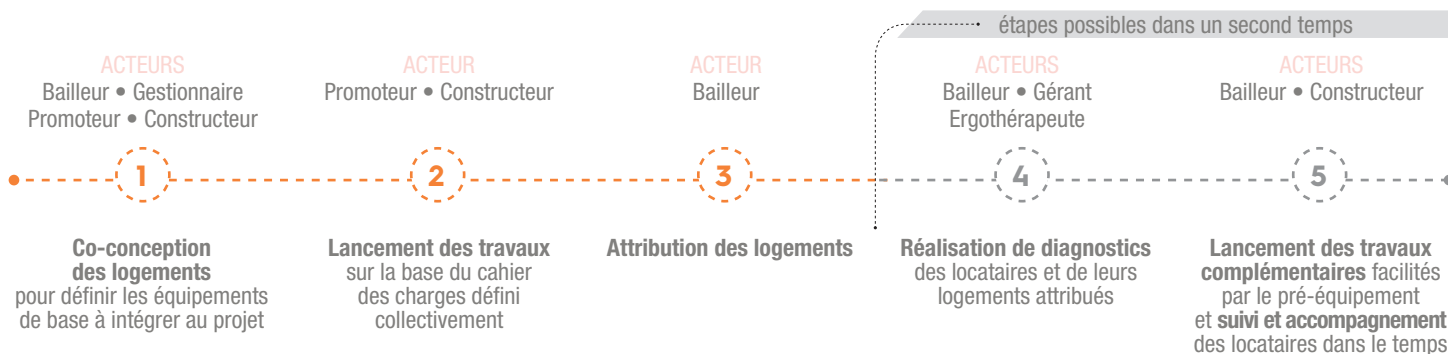 étapes possibles dans un second temps
ACTEURS
Bailleur • Gestionnaire
Promoteur • Constructeur
1
Co-conception
des logements
pour définir les équipements
de base à intégrer au projet
ACTEUR
Promoteur • Constructeur
2
Lancement des travaux
sur la base du cahier
des charges défini
collectivement
ACTEUR
Bailleur
3
Attribution des logements
ACTEURS
Bailleur • Gérant
Ergothérapeute
4
Réalisation de diagnostics
des locataires et de leurs
logements attribués
ACTEURS
Bailleur • Constructeur
5
Lancement des travaux
complémentaires facilités
par le pré-équipement
et suivi et accompagnement
des locataires dans le temps